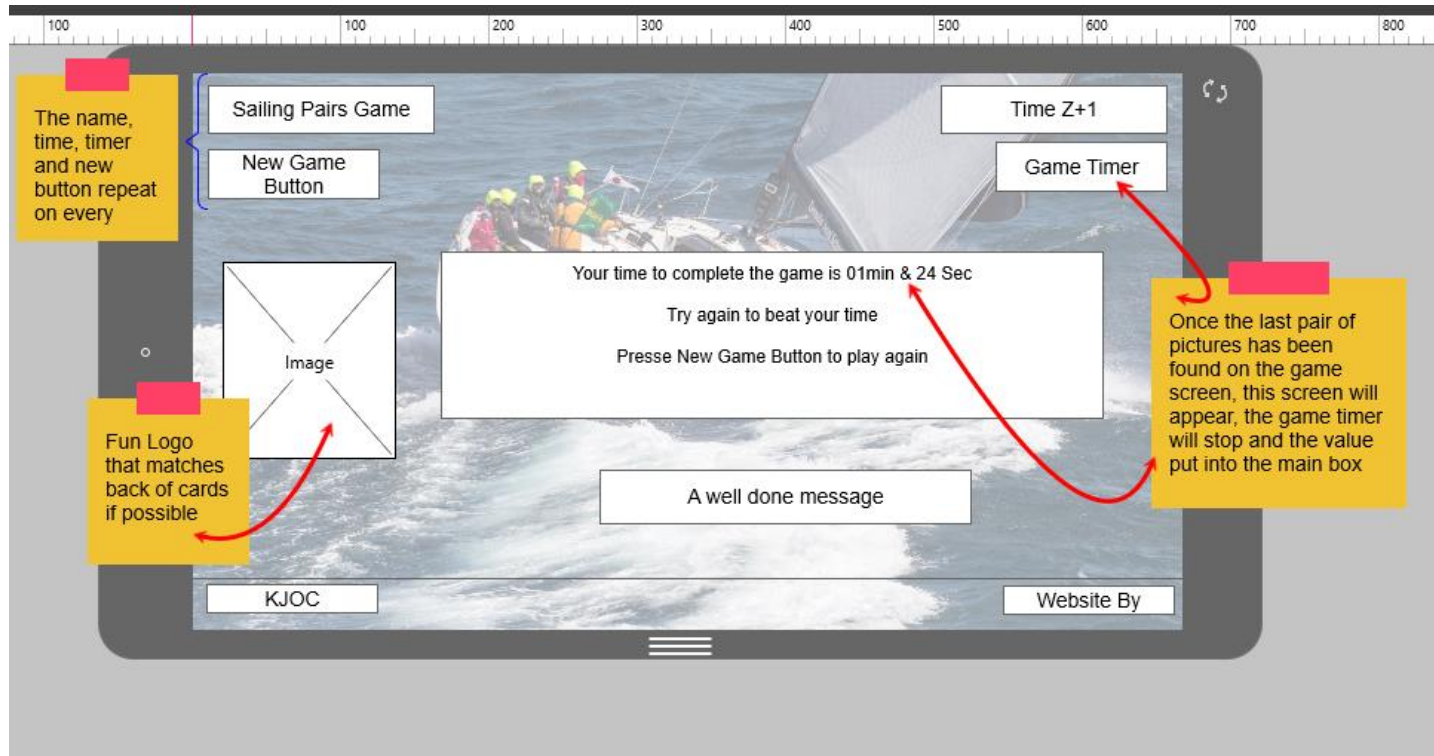 100
100
200
300
400
500
600
700
800
The name,
time, timer
and new
button repeat
on every
Sailing Pairs Game
New Game
Button
Time Z+1
Game Timer
Your time to complete the game is 01min & 24 Sec
Try again to beat your time
Presse New Game Button to play again
Image
Fun Logo
that matches
back of cards
if possible
Once the last pair of
pictures has been
found on the game
screen, this screen will
appear, the game timer
will stop and the value
put into the main box
A well done message
KJOC
Website By